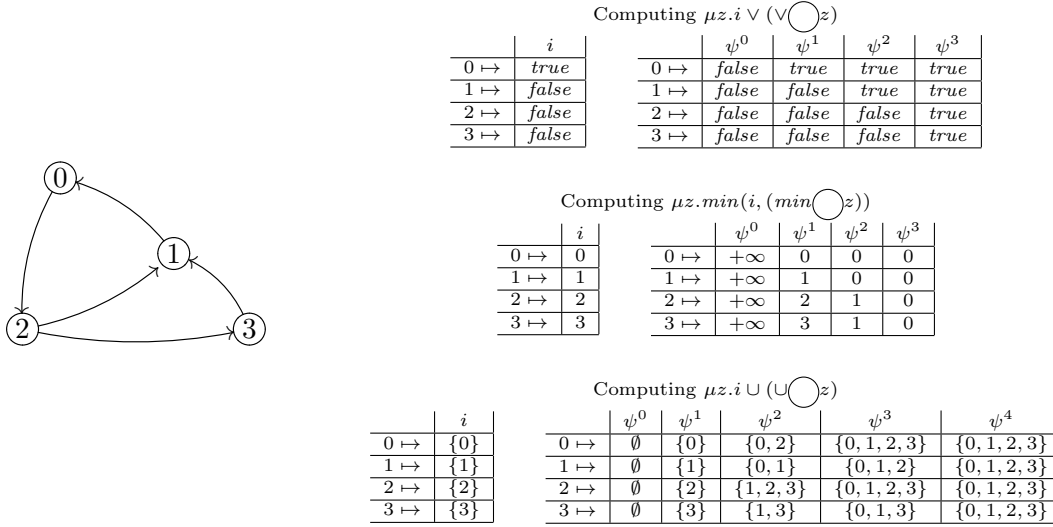 0
1
2
3
Computing μz.i ∨ (∨◯z)
i
0 ↦ true
1 ↦ false
2 ↦ false
3 ↦ false
ψ⁰ ψ¹ ψ² ψ³
0 ↦ false true true true
1 ↦ false false true true
2 ↦ false false false true
3 ↦ false false false true
Computing μz.min(i, (min◯z))
i
0 ↦ 0
1 ↦ 1
2 ↦ 2
3 ↦ 3
ψ⁰ ψ¹ ψ² ψ³
0 ↦ +∞ 0 0 0
1 ↦ +∞ 1 0 0
2 ↦ +∞ 2 1 0
3 ↦ +∞ 3 1 0
Computing μz.i ∪ (∪◯z)
i
0 ↦ {0}
1 ↦ {1}
2 ↦ {2}
3 ↦ {3}
ψ⁰ ψ¹ ψ² ψ³ ψ⁴
0 ↦ ∅ {0} {0, 2} {0, 1, 2, 3} {0, 1, 2, 3}
1 ↦ ∅ {1} {0, 1} {0, 1, 2} {0, 1, 2, 3}
2 ↦ ∅ {2} {1, 2, 3} {0, 1, 2, 3} {0, 1, 2, 3}
3 ↦ ∅ {3} {1, 3} {0, 1, 3} {0, 1, 2, 3}